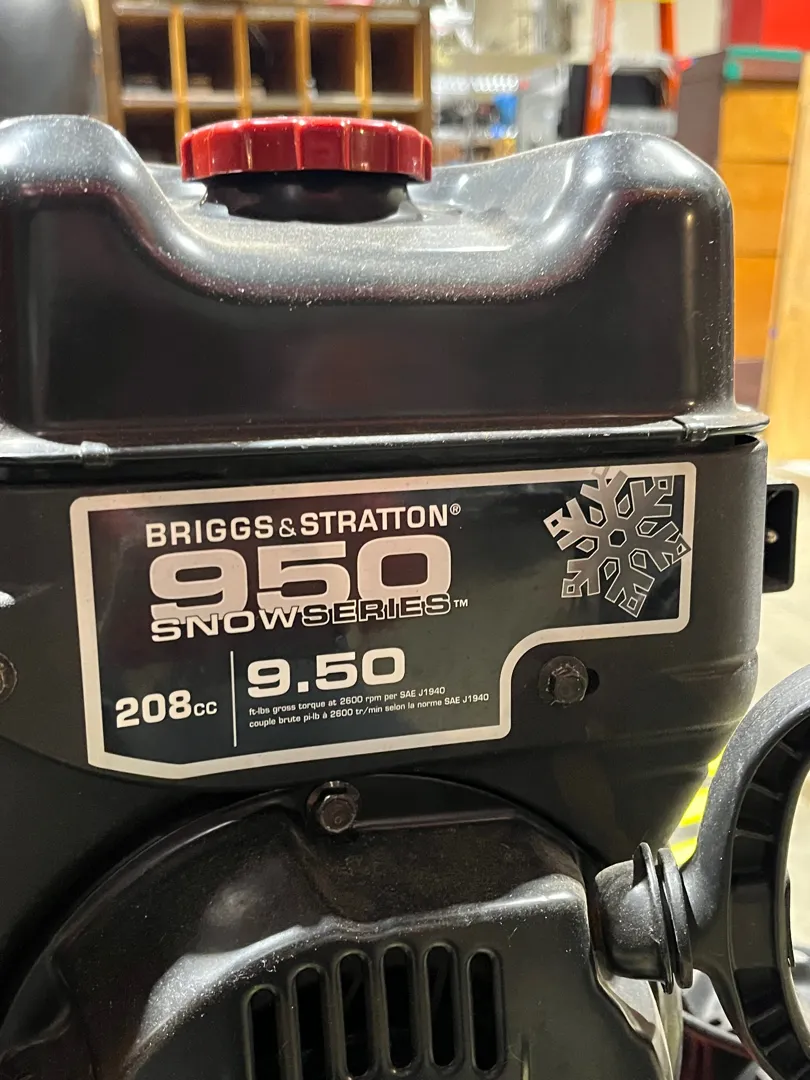 BRIGGS & STRATTON®
950
SNOWSERIES™
208cc
9.50
ft-lbs gross torque at 2600 rpm per SAE J1940
couple brute pi-lb à 2600 tr/min selon la norme SAE J1940